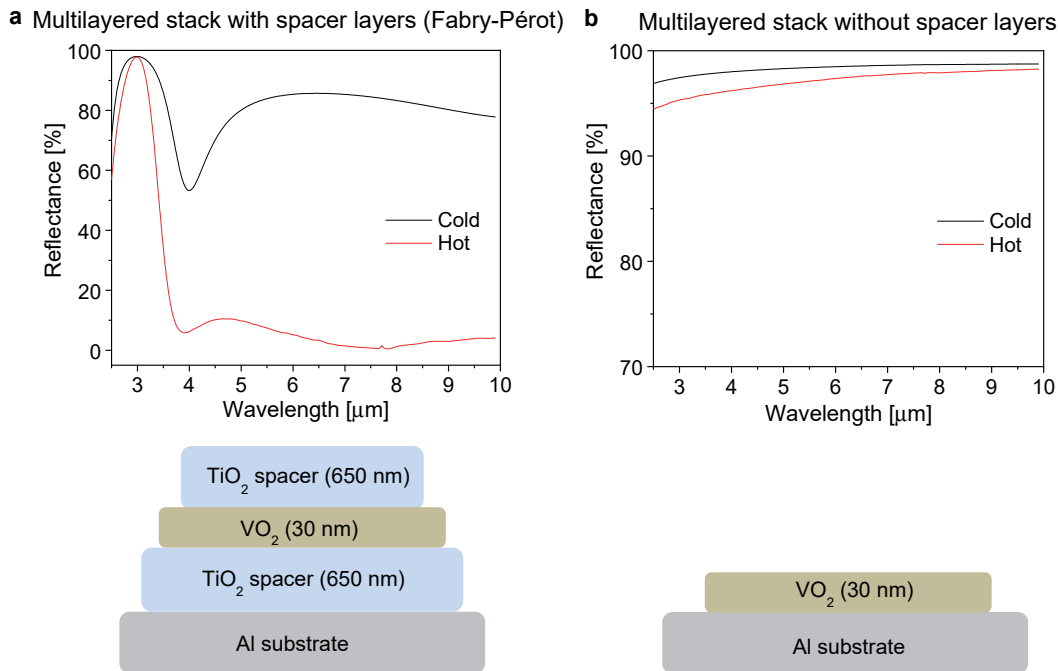 a Multilayered stack with spacer layers (Fabry-Pérot)
100
80
60
40
20
0
Reflectance [%]
Cold
Hot
3 4 5 6 7 8 9 10
Wavelength [μm]
TiO₂ spacer (650 nm)
VO₂ (30 nm)
TiO₂ spacer (650 nm)
Al substrate
b Multilayered stack without spacer layers
100
90
80
70
Reflectance [%]
Cold
Hot
3 4 5 6 7 8 9 10
Wavelength [μm]
VO₂ (30 nm)
Al substrate